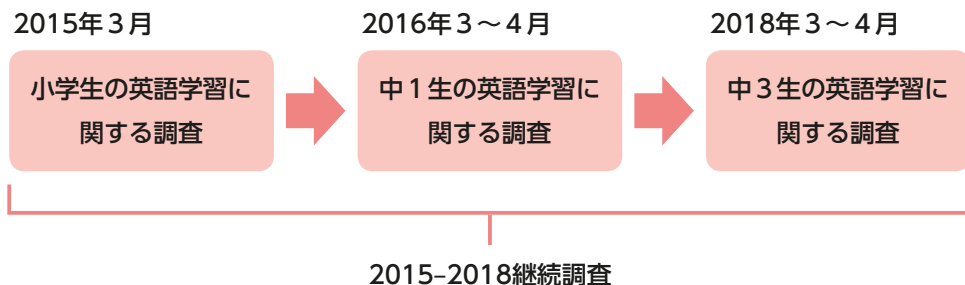 2015年3月
2016年3～4月
2018年3～4月
小学生の英語学習に
関する調査
中1生の英語学習に
関する調査
中3生の英語学習に
関する調査
2015–2018継続調査